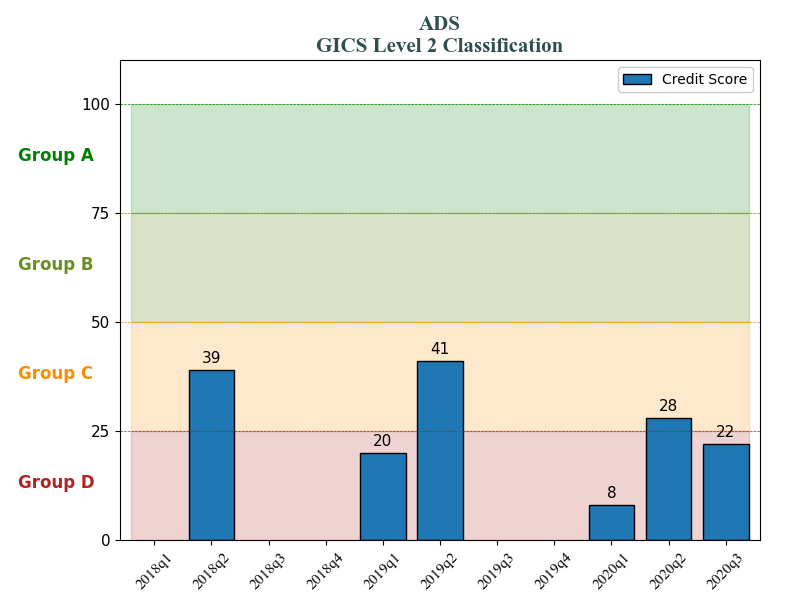 ADS
GICS Level 2 Classification
Credit Score
100
Group A
75
Group B
50
Group C
25
Group D
0
39
20
41
8
28
22
2018q1
2018q2
2018q3
2018q4
2019q1
2019q2
2019q3
2019q4
2020q1
2020q2
2020q3